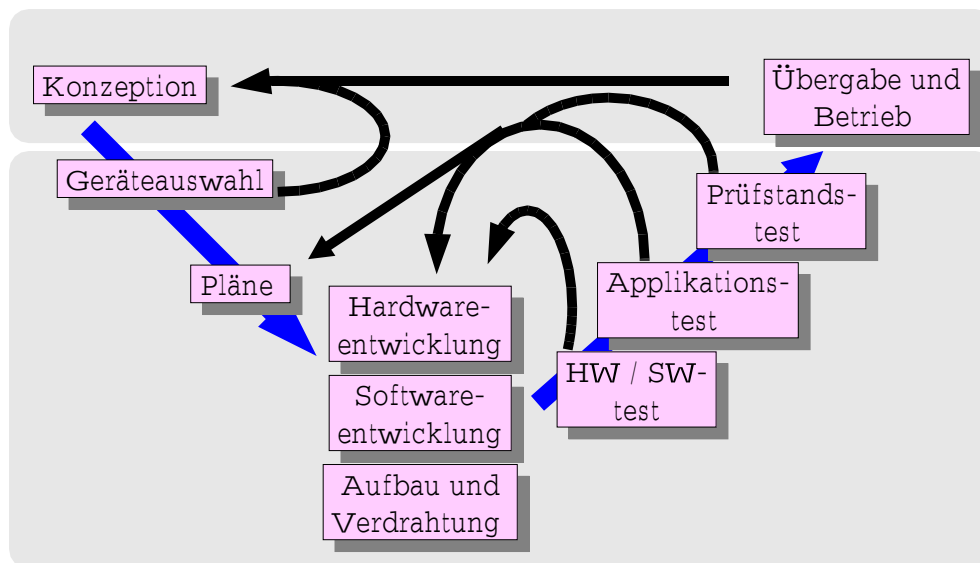 Konzeption
Übergabe und
Betrieb
Geräteauswahl
Prüfstands-
test
Pläne
Applikations-
test
Hardware-
entwicklung
HW / SW-
test
Software-
entwicklung
Aufbau und
Verdrahtung